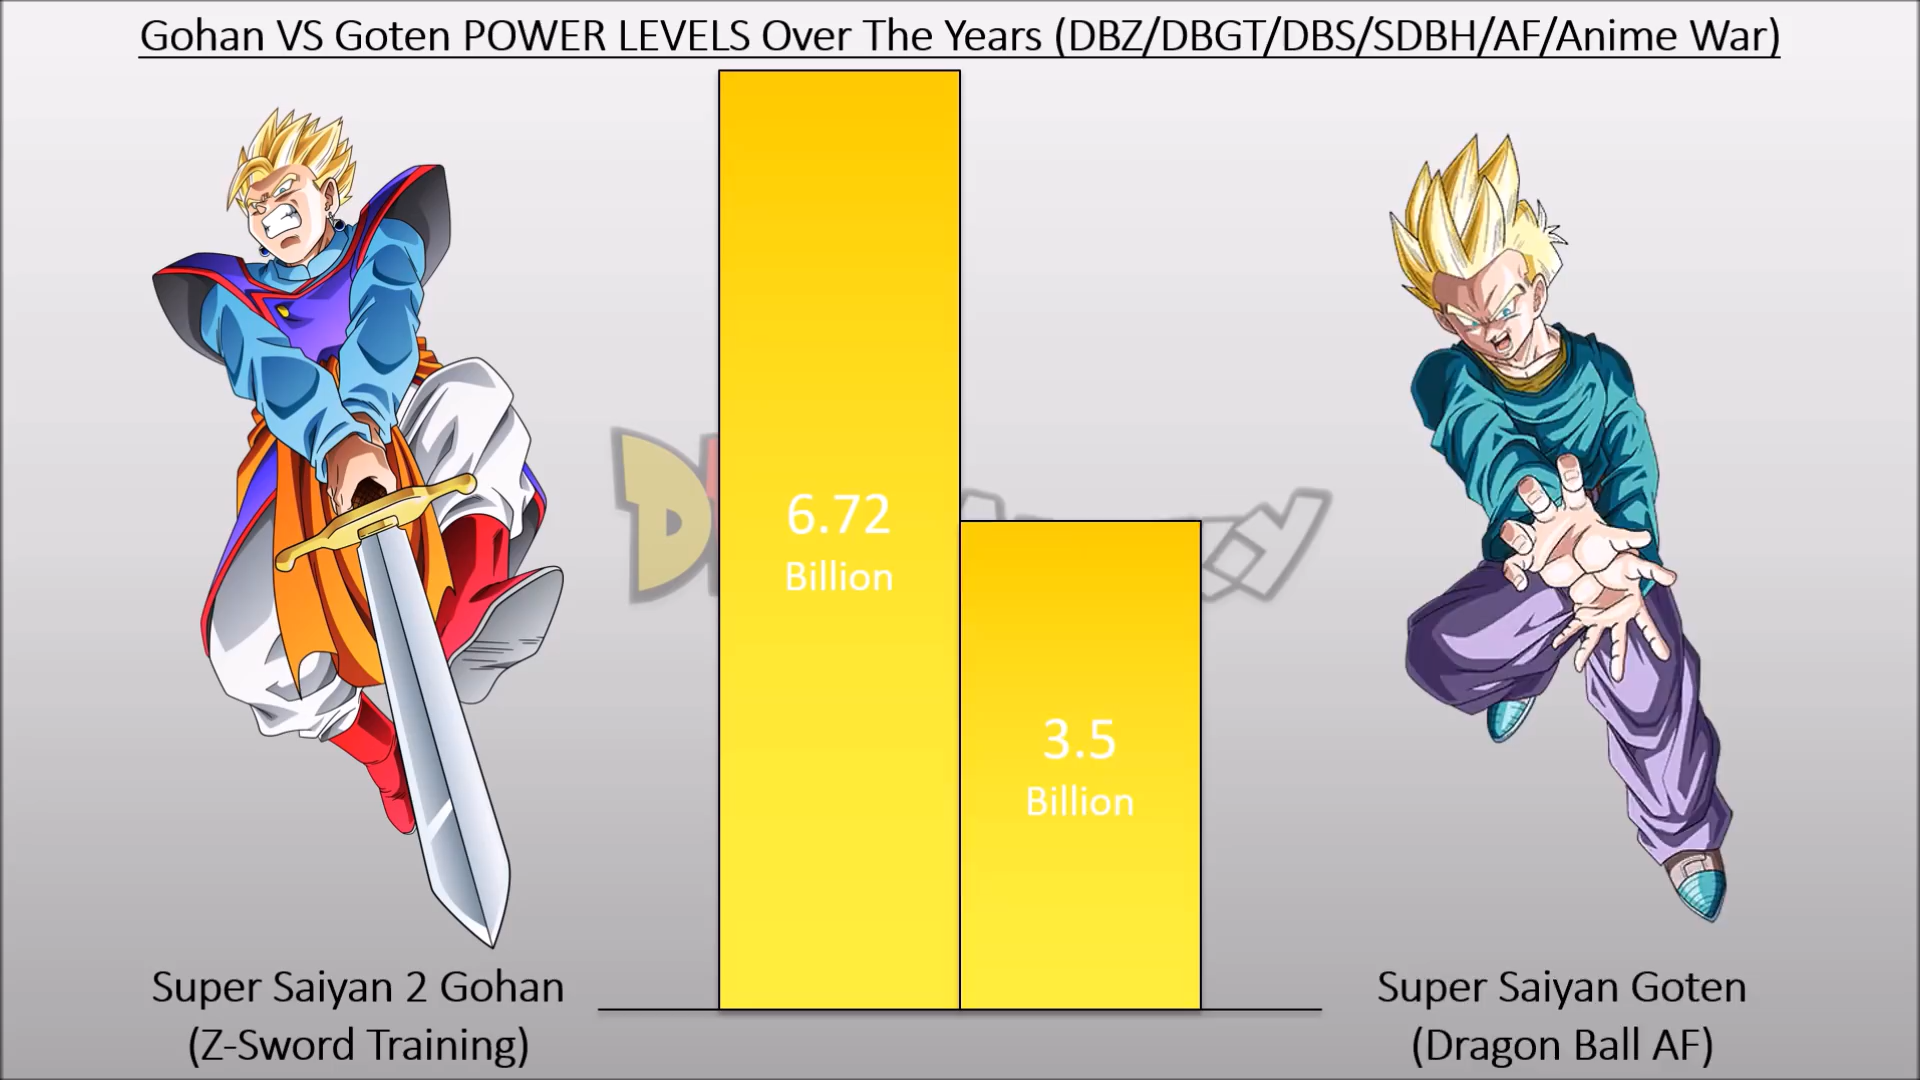 Gohan VS Goten POWER LEVELS Over The Years (DBZ/DBGT/DBS/SDBH/AF/Anime War)
6.72
Billion
3.5
Billion
Super Saiyan 2 Gohan
(Z-Sword Training)
Super Saiyan Goten
(Dragon Ball AF)